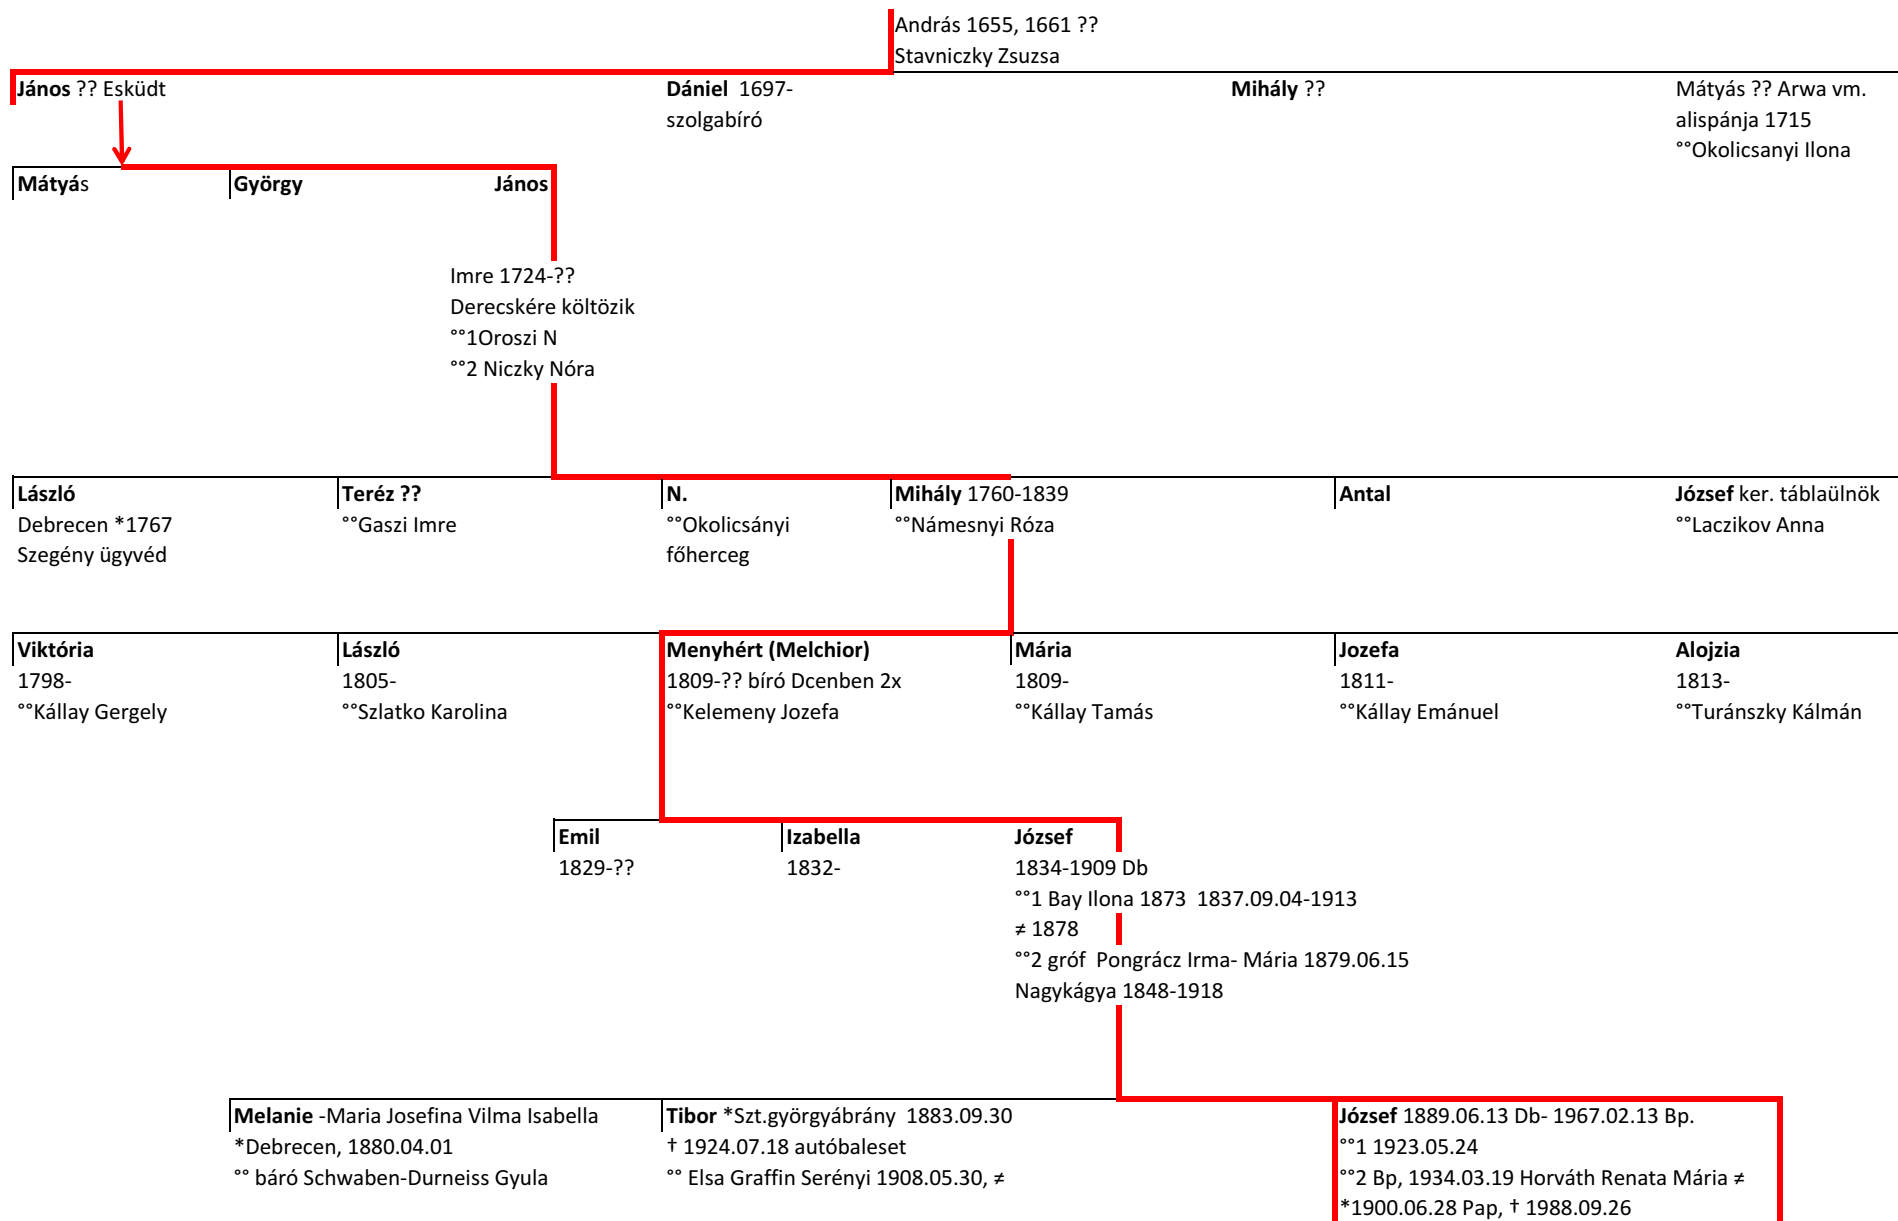 András 1655, 1661 ??
Stavniczky Zsuzsa
János ?? Esküdt
Dániel 1697-
szolgabíró
Mihály ??
Mátyás ?? Arwa vm.
alispánja 1715
°°Okolicsanyi Ilona
Mátyás
György
János
Imre 1724-??
Derecskére költözik
°°1Oroszi N
°°2 Niczky Nóra
László
Debrecen *1767
Szegény ügyvéd
Teréz ??
°°Gaszi Imre
N.
°°Okolicsányi
főherceg
Mihály 1760-1839
°°Námesnyi Róza
Antal
József ker. táblaülnök
°°Laczikov Anna
Viktória
1798-
°°Kállay Gergely
László
1805-
°°Szlatko Karolina
Menyhért (Melchior)
1809-?? bíró Dcenben 2x
°°Kelemeny Jozefa
Mária
1809-
°°Kállay Tamás
Jozefa
1811-
°°Kállay Emánuel
Alojzia
1813-
°°Turánszky Kálmán
Emil
1829-??
Izabella
1832-
József
1834-1909 Db
°°1 Bay Ilona 1873 1837.09.04-1913
≠ 1878
°°2 gróf Pongrácz Irma- Mária 1879.06.15
Nagykágya 1848-1918
Melanie -Maria Josefina Vilma Isabella
*Debrecen, 1880.04.01
°° báró Schwaben-Durneiss Gyula
Tibor *Szt.györgyábrány 1883.09.30
† 1924.07.18 autóbaleset
°° Elsa Graffin Serényi 1908.05.30, ≠
József 1889.06.13 Db- 1967.02.13 Bp.
°°1 1923.05.24
°°2 Bp, 1934.03.19 Horváth Renata Mária ≠
*1900.06.28 Pap, † 1988.09.26